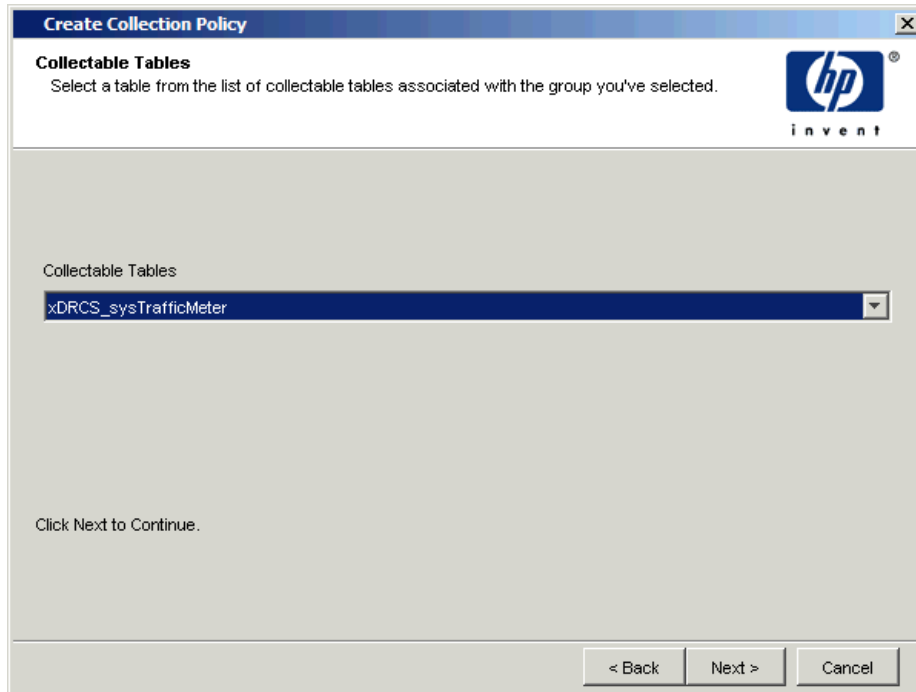 Create Collection Policy
Collectable Tables
Select a table from the list of collectable tables associated with the group you've selected.
hp ®
invent
Collectable Tables
xDRCS_sysTrafficMeter
Click Next to Continue.
< Back Next > Cancel